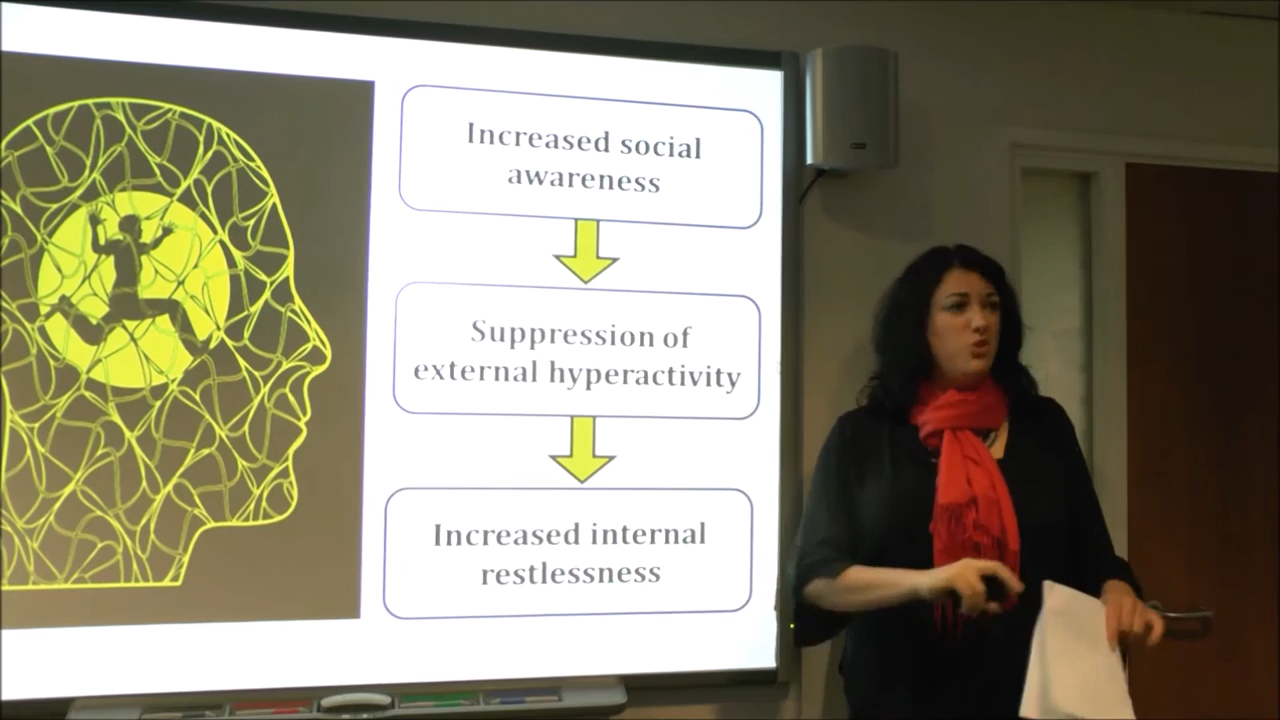 Increased social
awareness
Suppression of
external hyperactivity
Increased internal
restlessness